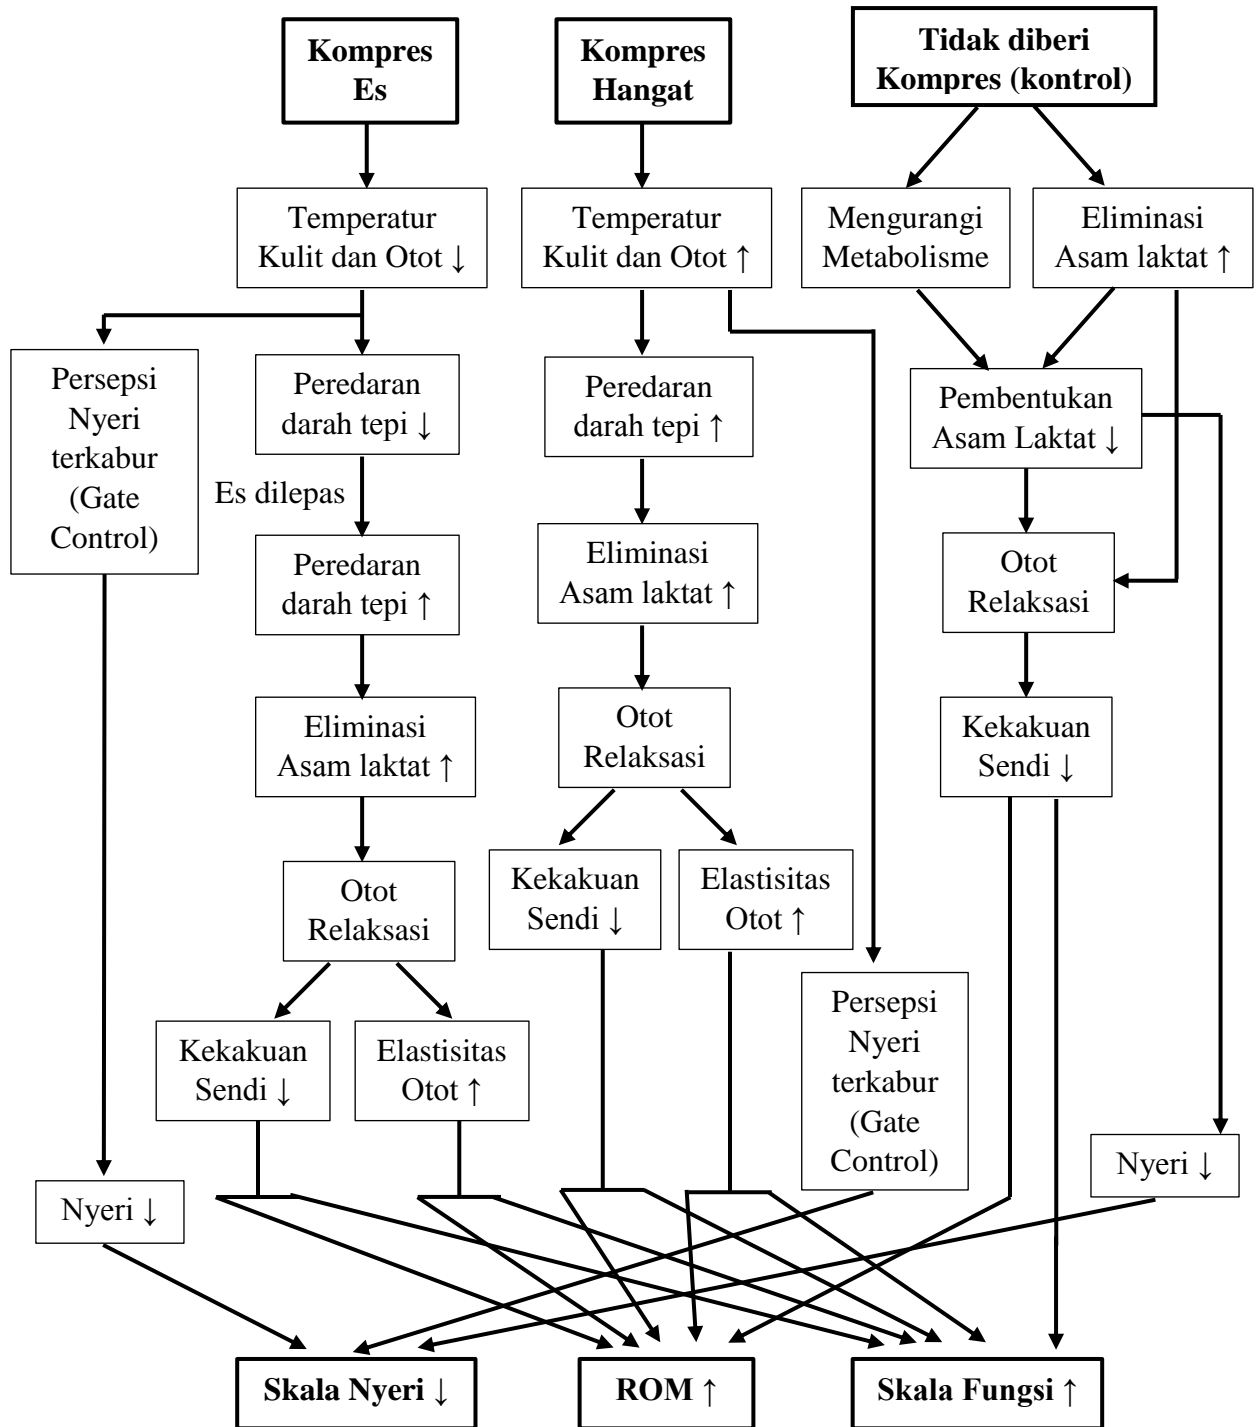 Kompres
Es
Kompres
Hangat
Tidak diberi
Kompres (kontrol)
Temperatur
Kulit dan Otot ↓
Temperatur
Kulit dan Otot ↑
Mengurangi
Metabolisme
Eliminasi
Asam laktat ↑
Persepsi
Nyeri
terkabur
(Gate
Control)
Peredaran
darah tepi ↓
Peredaran
darah tepi ↑
Pembentukan
Asam Laktat ↓
Es dilepas
Peredaran
darah tepi ↑
Eliminasi
Asam laktat ↑
Otot
Relaksasi
Eliminasi
Asam laktat ↑
Otot
Relaksasi
Kekakuan
Sendi ↓
Otot
Relaksasi
Kekakuan
Sendi ↓
Elastisitas
Otot ↑
Kekakuan
Sendi ↓
Elastisitas
Otot ↑
Persepsi
Nyeri
terkabur
(Gate
Control)
Nyeri ↓
Nyeri ↓
Skala Nyeri ↓
ROM ↑
Skala Fungsi ↑